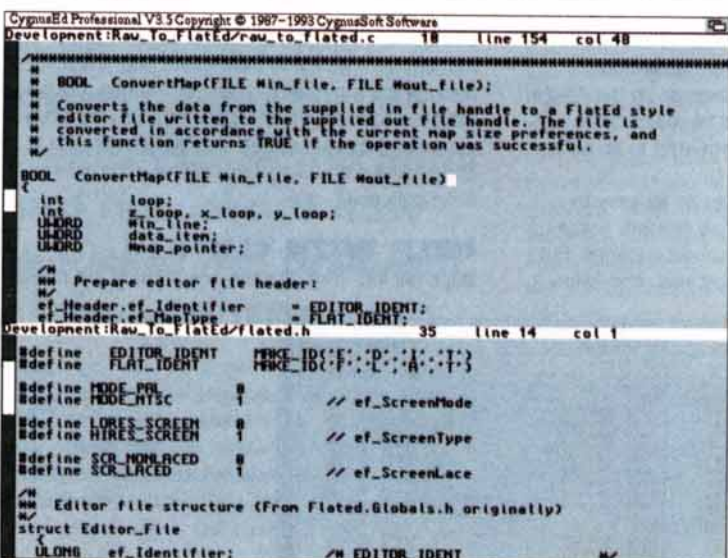 CygnusEd Professional V3.5 Copyright © 1987-1993 CygnusSoft Software
Development:Raw_To_FlatEd/raw_to_flated.c 18 line 154 col 48
/**************************************************************************
*
* BOOL ConvertMap(FILE *in_file, FILE *out_file);
*
* Converts the data from the supplied in file handle to a FlatEd style
* editor file written to the supplied out file handle. The file is
* converted in accordance with the current map size preferences, and
* this function returns TRUE if the operation was successful.
*/
BOOL ConvertMap(FILE *in_file, FILE *out_file)
{
int loop;
int z_loop, x_loop, y_loop;
UWORD *in_line;
UWORD data_item;
UWORD *map_pointer;
/*
** Prepare editor file header:
*/
ef_Header.ef_Identifier = EDITOR_IDENT;
ef_Header.ef_MapType = FLAT_IDENT;
Development:Raw_To_FlatEd/flated.h 35 line 14 col 1
#define EDITOR_IDENT MAKE_ID('E','D','I','T')
#define FLAT_IDENT MAKE_ID('F','L','A','T')
#define MODE_PAL 0
#define MODE_NTSC 1 // ef_ScreenMode
#define LORES_SCREEN 0
#define HIRES_SCREEN 1 // ef_ScreenType
#define SCR_NONLACED 0
#define SCR_LACED 1 // ef_ScreenLace
/*
** Editor file structure (From Flated.Globals.h originally)
*/
struct Editor_File
{
ULONG ef_Identifier; /* EDITOR_IDENT */